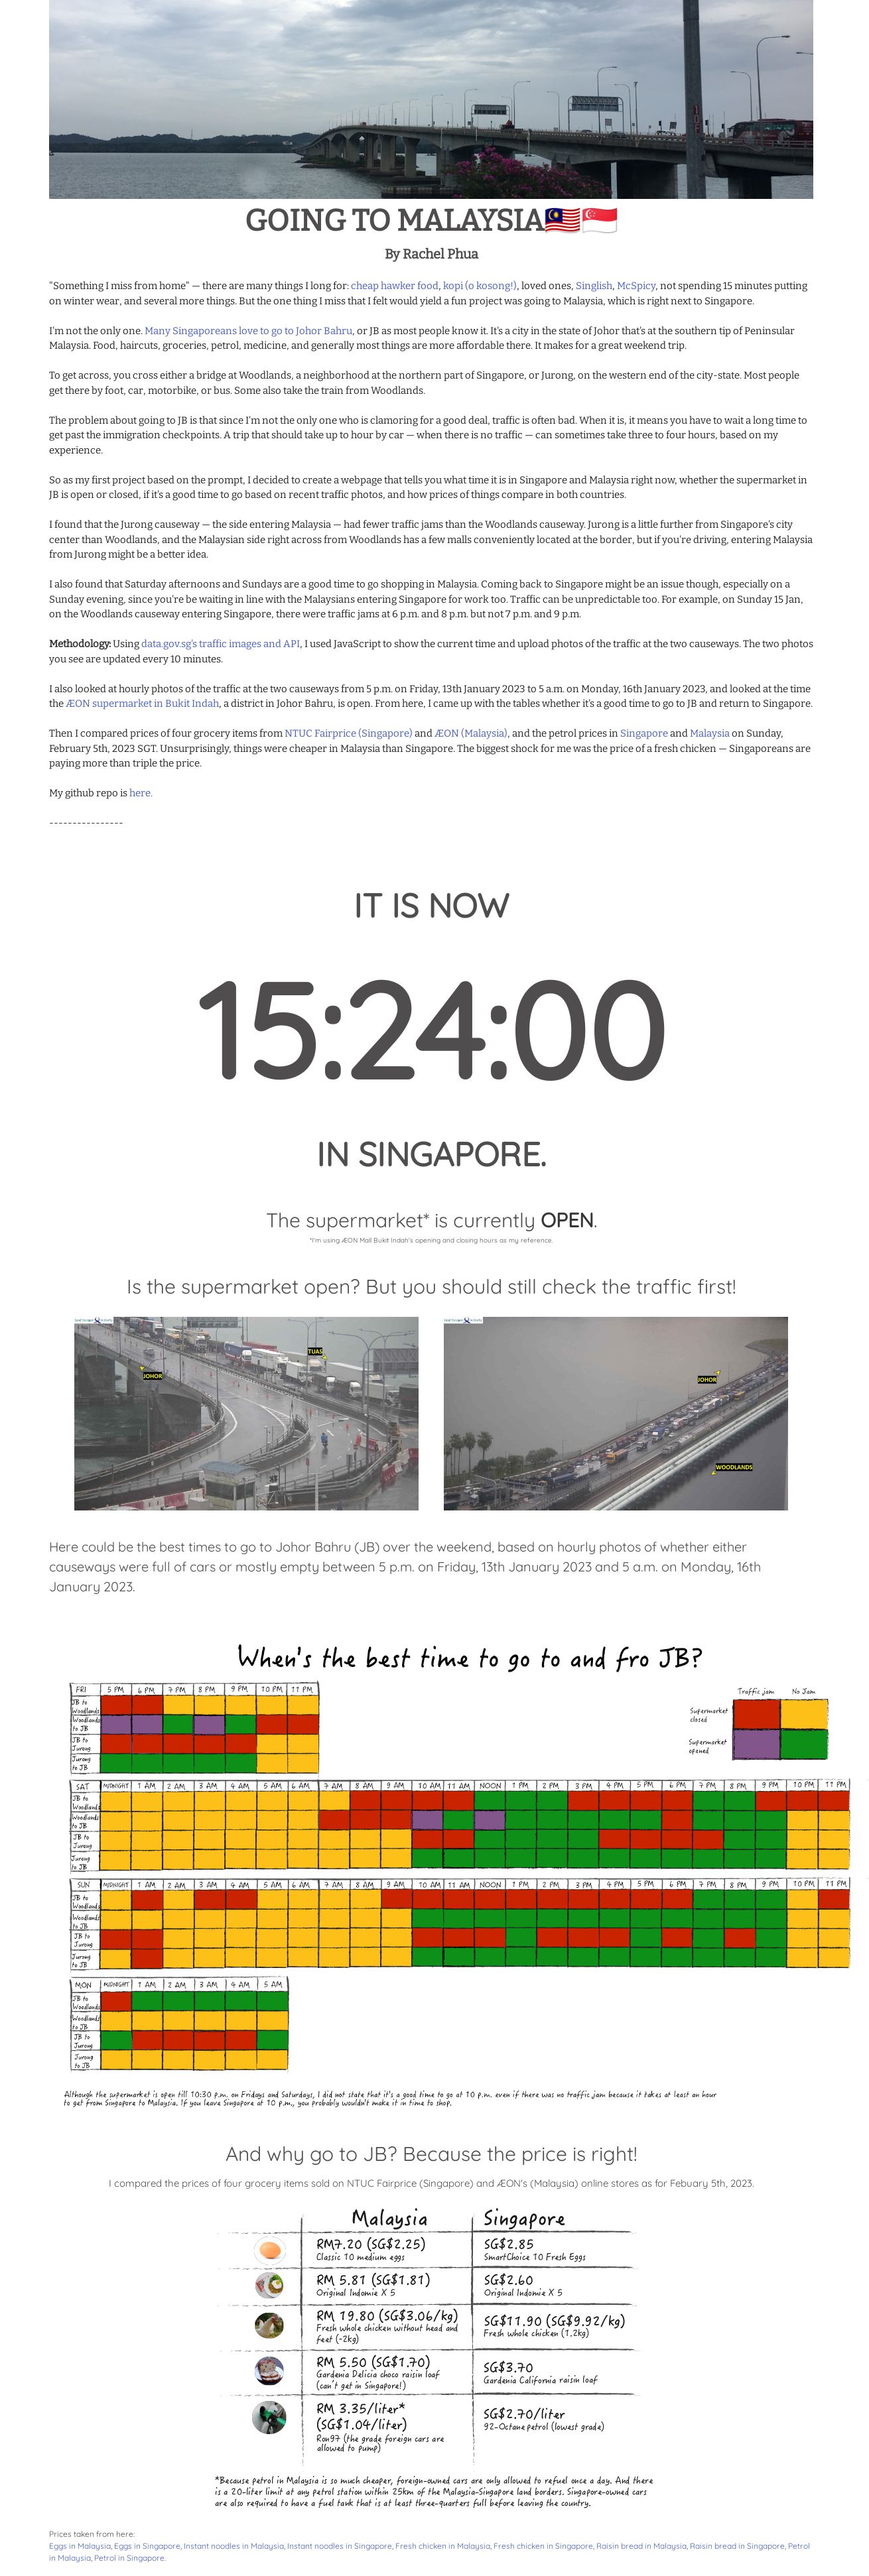 GOING TO MALAYSIA🇲🇾🇸🇬
By Rachel Phua
"Something I miss from home" — there are many things I long for: cheap hawker food, kopi (o kosong!), loved ones, Singlish, McSpicy, not spending 15 minutes putting
on winter wear, and several more things. But the one thing I miss that I felt would yield a fun project was going to Malaysia, which is right next to Singapore.
I'm not the only one. Many Singaporeans love to go to Johor Bahru, or JB as most people know it. It's a city in the state of Johor that's at the southern tip of Peninsular
Malaysia. Food, haircuts, groceries, petrol, medicine, and generally most things are more affordable there. It makes for a great weekend trip.
To get across, you cross either a bridge at Woodlands, a neighborhood at the northern part of Singapore, or Jurong, on the western end of the city-state. Most people
get there by foot, car, motorbike, or bus. Some also take the train from Woodlands.
The problem about going to JB is that since I'm not the only one who is clamoring for a good deal, traffic is often bad. When it is, it means you have to wait a long time to
get past the immigration checkpoints. A trip that should take up to hour by car — when there is no traffic — can sometimes take three to four hours, based on my
experience.
So as my first project based on the prompt, I decided to create a webpage that tells you what time it is in Singapore and Malaysia right now, whether the supermarket in
JB is open or closed, if it's a good time to go based on recent traffic photos, and how prices of things compare in both countries.
I found that the Jurong causeway — the side entering Malaysia — had fewer traffic jams than the Woodlands causeway. Jurong is a little further from Singapore's city
center than Woodlands, and the Malaysian side right across from Woodlands has a few malls conveniently located at the border, but if you're driving, entering Malaysia
from Jurong might be a better idea.
I also found that Saturday afternoons and Sundays are a good time to go shopping in Malaysia. Coming back to Singapore might be an issue though, especially on a
Sunday evening, since you're be waiting in line with the Malaysians entering Singapore for work too. Traffic can be unpredictable too. For example, on Sunday 15 Jan,
on the Woodlands causeway entering Singapore, there were traffic jams at 6 p.m. and 8 p.m. but not 7 p.m. and 9 p.m.
Methodology: Using data.gov.sg's traffic images and API, I used JavaScript to show the current time and upload photos of the traffic at the two causeways. The two photos
you see are updated every 10 minutes.
I also looked at hourly photos of the traffic at the two causeways from 5 p.m. on Friday, 13th January 2023 to 5 a.m. on Monday, 16th January 2023, and looked at the time
the ÆON supermarket in Bukit Indah, a district in Johor Bahru, is open. From here, I came up with the tables whether it's a good time to go to JB and return to Singapore.
Then I compared prices of four grocery items from NTUC Fairprice (Singapore) and ÆON (Malaysia), and the petrol prices in Singapore and Malaysia on Sunday,
February 5th, 2023 SGT. Unsurprisingly, things were cheaper in Malaysia than Singapore. The biggest shock for me was the price of a fresh chicken — Singaporeans are
paying more than triple the price.
My github repo is here.
----------------
IT IS NOW
15:24:00
IN SINGAPORE.
The supermarket* is currently OPEN.
*I'm using ÆON Mall Bukit Indah's opening and closing hours as my reference.
Is the supermarket open? But you should still check the traffic first!
JOHOR TUAS
JOHOR
WOODLANDS
Here could be the best times to go to Johor Bahru (JB) over the weekend, based on hourly photos of whether either
causeways were full of cars or mostly empty between 5 p.m. on Friday, 13th January 2023 and 5 a.m. on Monday, 16th
January 2023.
When's the best time to go to and fro JB?
Traffic jam No Jam
Supermarket closed
Supermarket opened
FRI 5 PM 6 PM 7 PM 8 PM 9 PM 10 PM 11 PM
JB to Woodlands
Woodlands to JB
JB to Jurong
Jurong to JB
SAT MIDNIGHT 1 AM 2 AM 3 AM 4 AM 5 AM 6 AM 7 AM 8 AM 9 AM 10 AM 11 AM NOON 1 PM 2 PM 3 PM 4 PM 5 PM 6 PM 7 PM 8 PM 9 PM 10 PM 11 PM
JB to Woodlands
Woodlands to JB
JB to Jurong
Jurong to JB
SUN MIDNIGHT 1 AM 2 AM 3 AM 4 AM 5 AM 6 AM 7 AM 8 AM 9 AM 10 AM 11 AM NOON 1 PM 2 PM 3 PM 4 PM 5 PM 6 PM 7 PM 8 PM 9 PM 10 PM 11 PM
JB to Woodlands
Woodlands to JB
JB to Jurong
Jurong to JB
MON MIDNIGHT 1 AM 2 AM 3 AM 4 AM 5 AM
JB to Woodlands
Woodlands to JB
JB to Jurong
Jurong to JB
Although the supermarket is open till 10:30 p.m. on Fridays and Saturdays, I did not state that it's a good time to go at 10 p.m. even if there was no traffic jam because it takes at least an hour
to get from Singapore to Malaysia. If you leave Singapore at 10 p.m., you probably wouldn't make it in time to shop.
And why go to JB? Because the price is right!
I compared the prices of four grocery items sold on NTUC Fairprice (Singapore) and ÆON's (Malaysia) online stores as for Febuary 5th, 2023.
Malaysia Singapore
RM7.20 (SG$2.25)
Classic 10 medium eggs
SG$2.85
SmartChoice 10 Fresh Eggs
RM 5.81 (SG$1.81)
Original Indomie X 5
SG$2.60
Original Indomie X 5
RM 19.80 (SG$3.06/kg)
Fresh whole chicken without head and
feet (~2kg)
SG$11.90 (SG$9.92/kg)
Fresh whole chicken (1.2kg)
RM 5.50 (SG$1.70)
Gardenia Delicia choco raisin loaf
(can't get in Singapore!)
SG$3.70
Gardenia California raisin loaf
RM 3.35/liter*
(SG$1.04/liter)
Ron97 (the grade foreign cars are
allowed to pump)
SG$2.70/liter
92-Octane petrol (lowest grade)
*Because petrol in Malaysia is so much cheaper, foreign-owned cars are only allowed to refuel once a day. And there
is a 20-liter limit at any petrol station within 25km of the Malaysia-Singapore land borders. Singapore-owned cars
are also required to have a fuel tank that is at least three-quarters full before leaving the country.
Prices taken from here:
Eggs in Malaysia, Eggs in Singapore, Instant noodles in Malaysia, Instant noodles in Singapore, Fresh chicken in Malaysia, Fresh chicken in Singapore, Raisin bread in Malaysia, Raisin bread in Singapore, Petrol
in Malaysia, Petrol in Singapore.